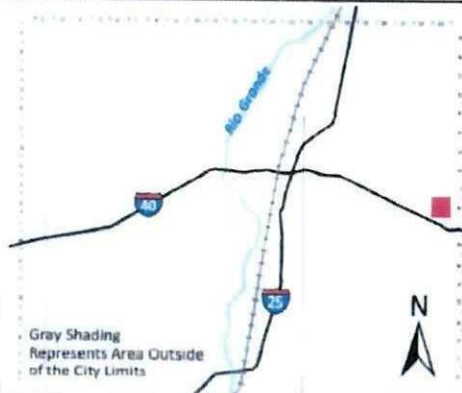 Rio Grande
40
25
N
Gray Shading
Represents Area Outside
of the City Limits